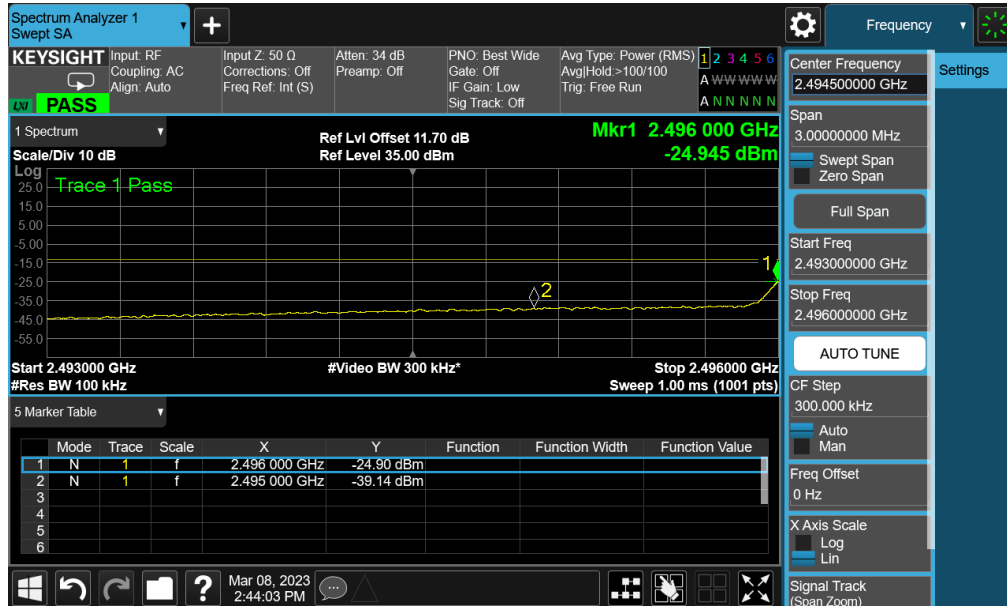 Spectrum Analyzer 1
Swept SA
+
Frequency
KEYSIGHT
LXI PASS
Input: RF
Coupling: AC
Align: Auto
Input Z: 50 Ω
Corrections: Off
Freq Ref: Int (S)
Atten: 34 dB
Preamp: Off
PNO: Best Wide
Gate: Off
IF Gain: Low
Sig Track: Off
Avg Type: Power (RMS)
Avg|Hold:>100/100
Trig: Free Run
1 2 3 4 5 6
A W W W W W
A N N N N N
1 Spectrum
Scale/Div 10 dB
Ref Lvl Offset 11.70 dB
Ref Level 35.00 dBm
Mkr1 2.496 000 GHz
-24.945 dBm
Log
Trace 1 Pass
25.0
15.0
5.00
-5.00
-15.0
-25.0
-35.0
-45.0
-55.0
1
2
Start 2.493000 GHz
#Video BW 300 kHz*
Stop 2.496000 GHz
#Res BW 100 kHz
Sweep 1.00 ms (1001 pts)
5 Marker Table
Mode Trace Scale X Y Function Function Width Function Value
1 N 1 f 2.496 000 GHz -24.90 dBm
2 N 1 f 2.495 000 GHz -39.14 dBm
3
4
5
6
?
Mar 08, 2023
2:44:03 PM
Center Frequency
2.494500000 GHz
Span
3.00000000 MHz
Swept Span
Zero Span
Full Span
Start Freq
2.493000000 GHz
Stop Freq
2.496000000 GHz
AUTO TUNE
CF Step
300.000 kHz
Auto
Man
Freq Offset
0 Hz
X Axis Scale
Log
Lin
Signal Track
(Span Zoom)
Settings